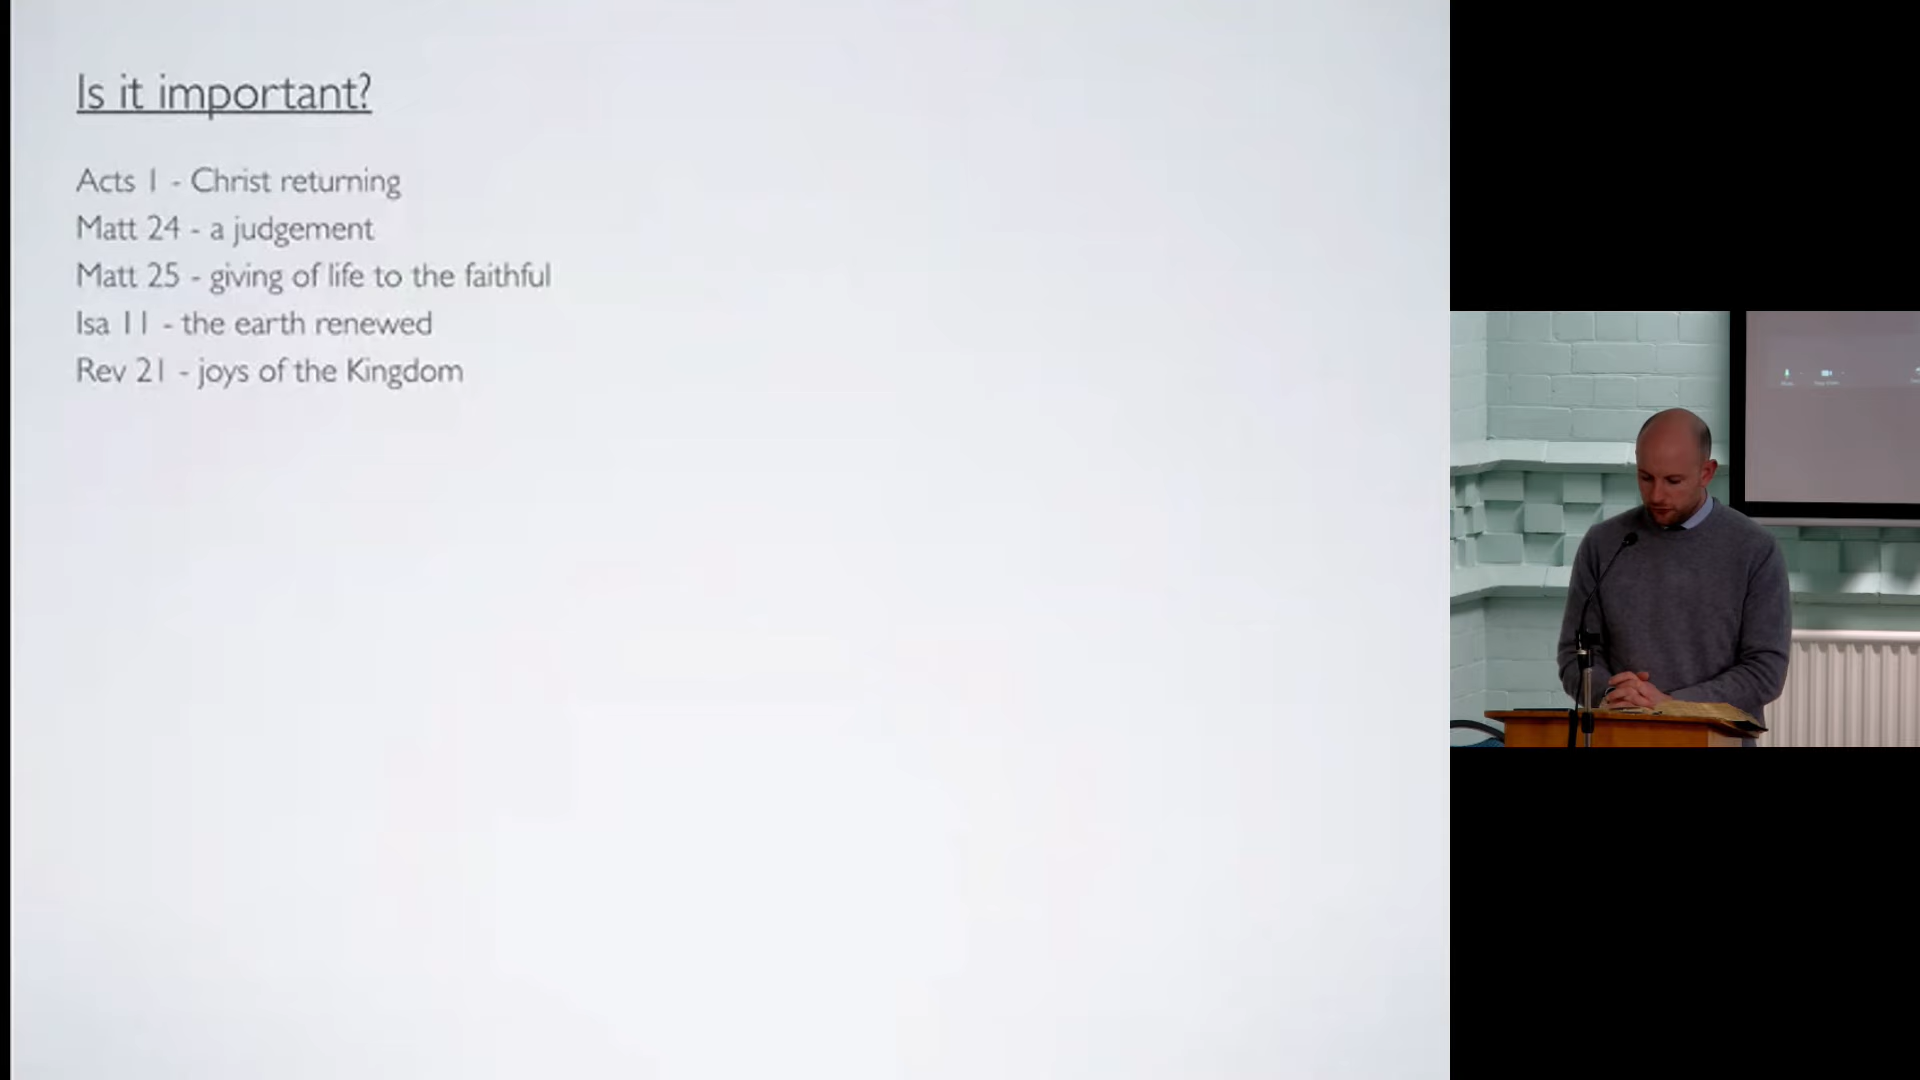 Is it important?
Acts 1 - Christ returning
Matt 24 - a judgement
Matt 25 - giving of life to the faithful
Isa 11 - the earth renewed
Rev 21 - joys of the Kingdom